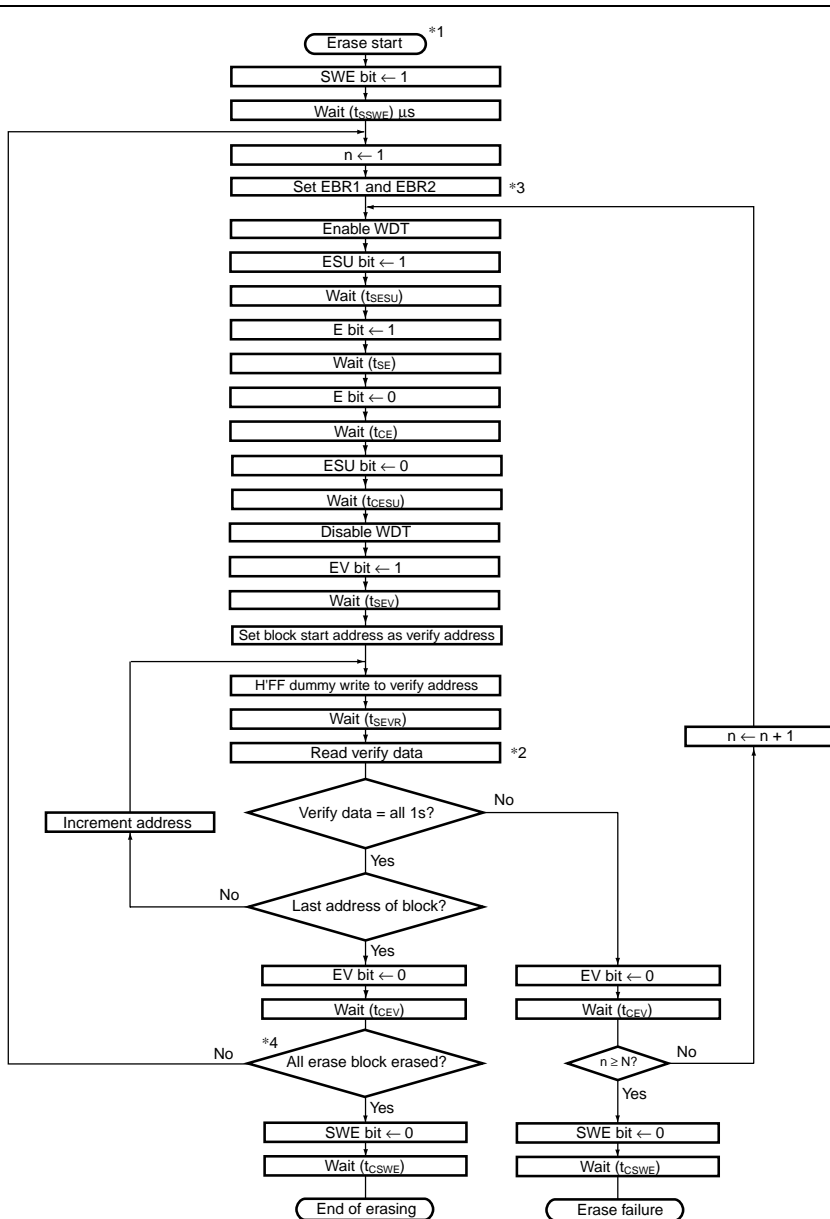 Erase start
*1
SWE bit ← 1
Wait (tSSWE) μs
n ← 1
Set EBR1 and EBR2
*3
Enable WDT
ESU bit ← 1
Wait (tSESU)
E bit ← 1
Wait (tSE)
E bit ← 0
Wait (tCE)
ESU bit ← 0
Wait (tCESU)
Disable WDT
EV bit ← 1
Wait (tSEV)
Set block start address as verify address
H'FF dummy write to verify address
Wait (tSEVR)
Read verify data
*2
n ← n + 1
Verify data = all 1s?
No
Increment address
Yes
No
Last address of block?
Yes
EV bit ← 0
EV bit ← 0
Wait (tCEV)
Wait (tCEV)
*4
No
All erase block erased?
n ≥ N?
No
Yes
Yes
SWE bit ← 0
SWE bit ← 0
Wait (tCSWE)
Wait (tCSWE)
End of erasing
Erase failure